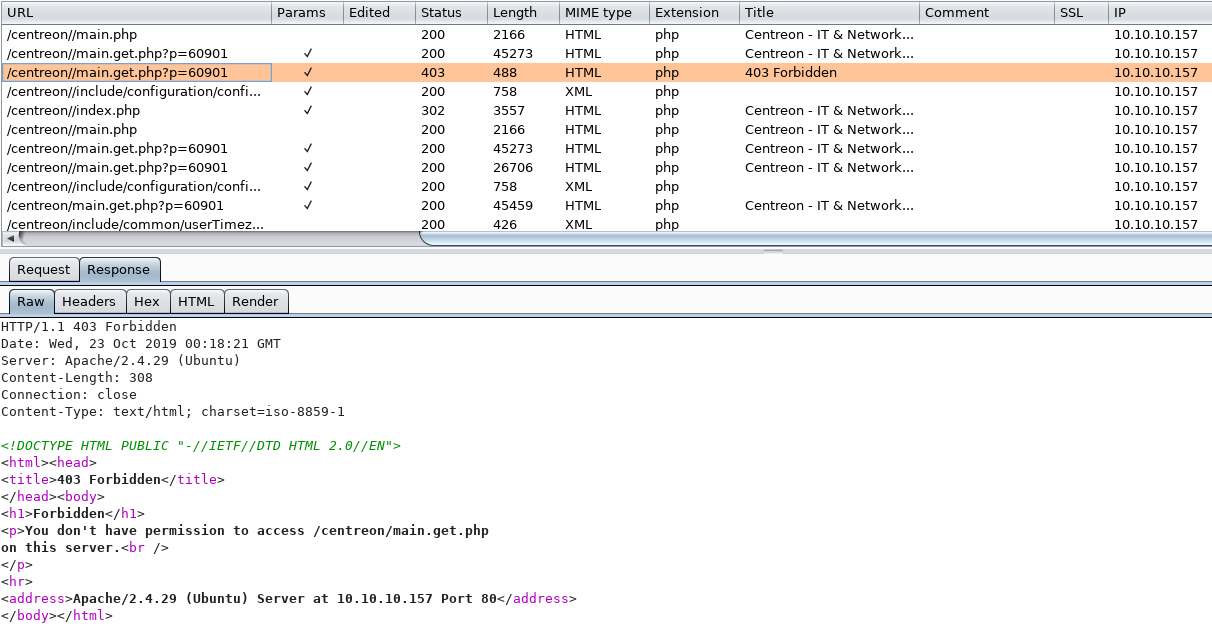 URL Params Edited Status Length MIME type Extension Title Comment SSL IP
/centreon//main.php 200 2166 HTML php Centreon - IT & Network... 10.10.10.157
/centreon//main.get.php?p=60901 ✓ 200 45273 HTML php Centreon - IT & Network... 10.10.10.157
/centreon//main.get.php?p=60901 ✓ 403 488 HTML php 403 Forbidden 10.10.10.157
/centreon//include/configuration/confi... ✓ 200 758 XML php 10.10.10.157
/centreon//index.php ✓ 302 3557 HTML php Centreon - IT & Network... 10.10.10.157
/centreon//main.php 200 2166 HTML php Centreon - IT & Network... 10.10.10.157
/centreon//main.get.php?p=60901 ✓ 200 45273 HTML php Centreon - IT & Network... 10.10.10.157
/centreon//main.get.php?p=60901 ✓ 200 26706 HTML php Centreon - IT & Network... 10.10.10.157
/centreon//include/configuration/confi... ✓ 200 758 XML php 10.10.10.157
/centreon/main.get.php?p=60901 ✓ 200 45459 HTML php Centreon - IT & Network... 10.10.10.157
/centreon/include/common/userTimez... 200 426 XML php 10.10.10.157
Request Response
Raw Headers Hex HTML Render
HTTP/1.1 403 Forbidden
Date: Wed, 23 Oct 2019 00:18:21 GMT
Server: Apache/2.4.29 (Ubuntu)
Content-Length: 308
Connection: close
Content-Type: text/html; charset=iso-8859-1
<!DOCTYPE HTML PUBLIC "-//IETF//DTD HTML 2.0//EN">
<html><head>
<title>403 Forbidden</title>
</head><body>
<h1>Forbidden</h1>
<p>You don't have permission to access /centreon/main.get.php
on this server.<br />
</p>
<hr>
<address>Apache/2.4.29 (Ubuntu) Server at 10.10.10.157 Port 80</address>
</body></html>